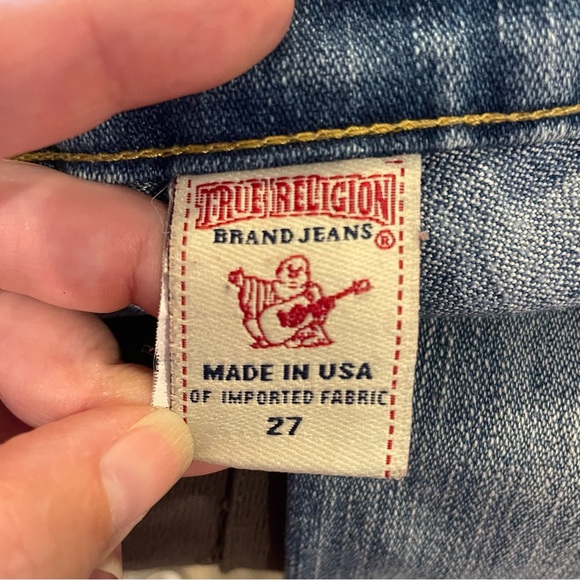 TRUE RELIGION
BRAND JEANS ®
MADE IN USA
OF IMPORTED FABRIC
27